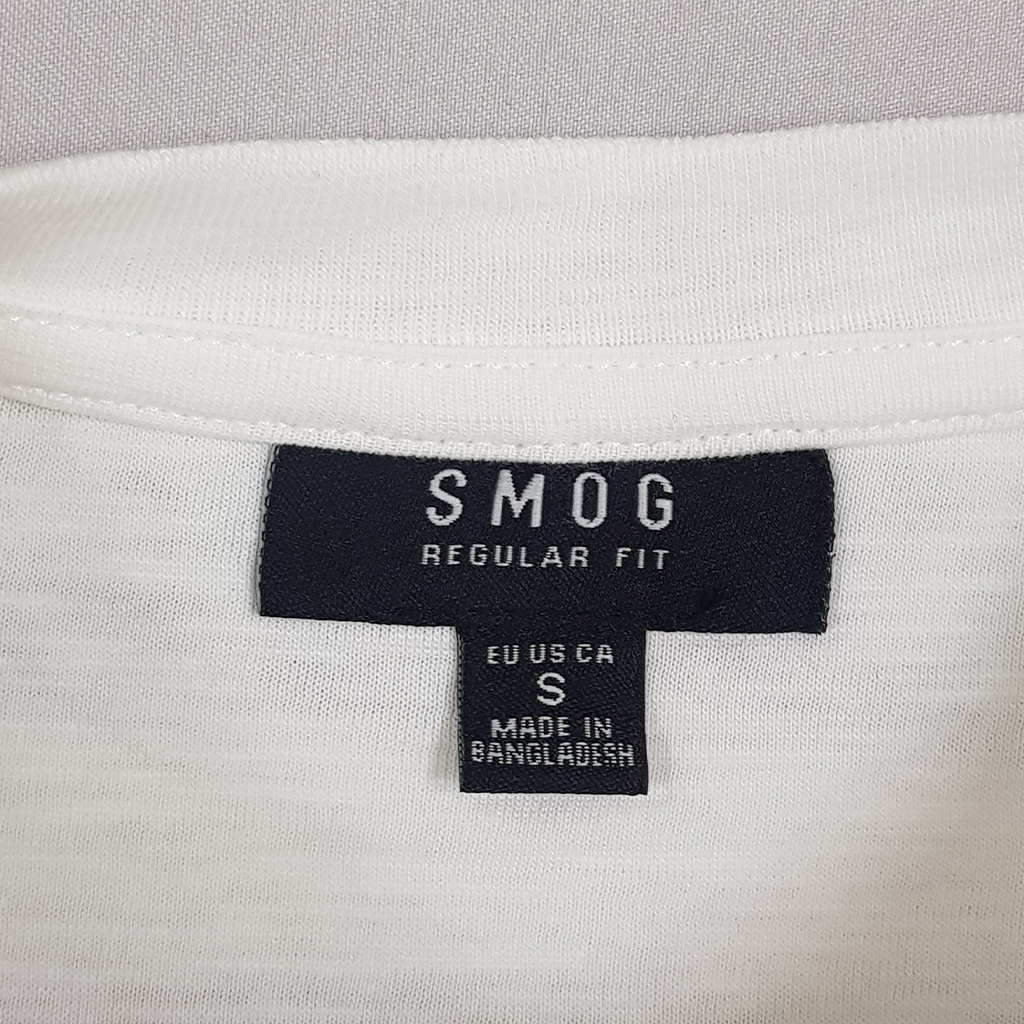 SMOG
REGULAR FIT
EU US CA
S
MADE IN
BANGLADESH